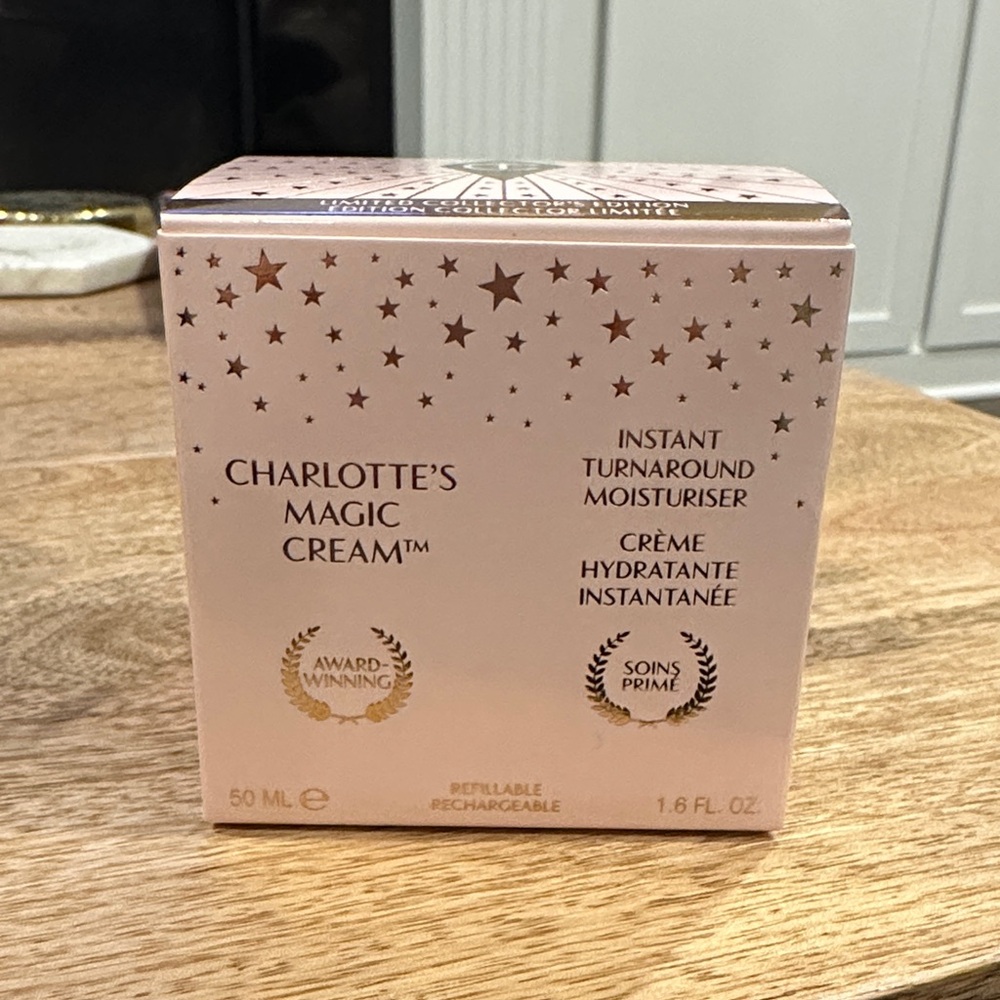 LIMITED COLLECTOR'S EDITION
ÉDITION COLLECTOR LIMITÉE
CHARLOTTE'S
MAGIC
CREAM™
AWARD-
WINNING
INSTANT
TURNAROUND
MOISTURISER
CRÈME
HYDRATANTE
INSTANTANÉE
SOINS
PRIMÉ
50 ML ℮
REFILLABLE
RECHARGEABLE
1.6 FL. OZ.